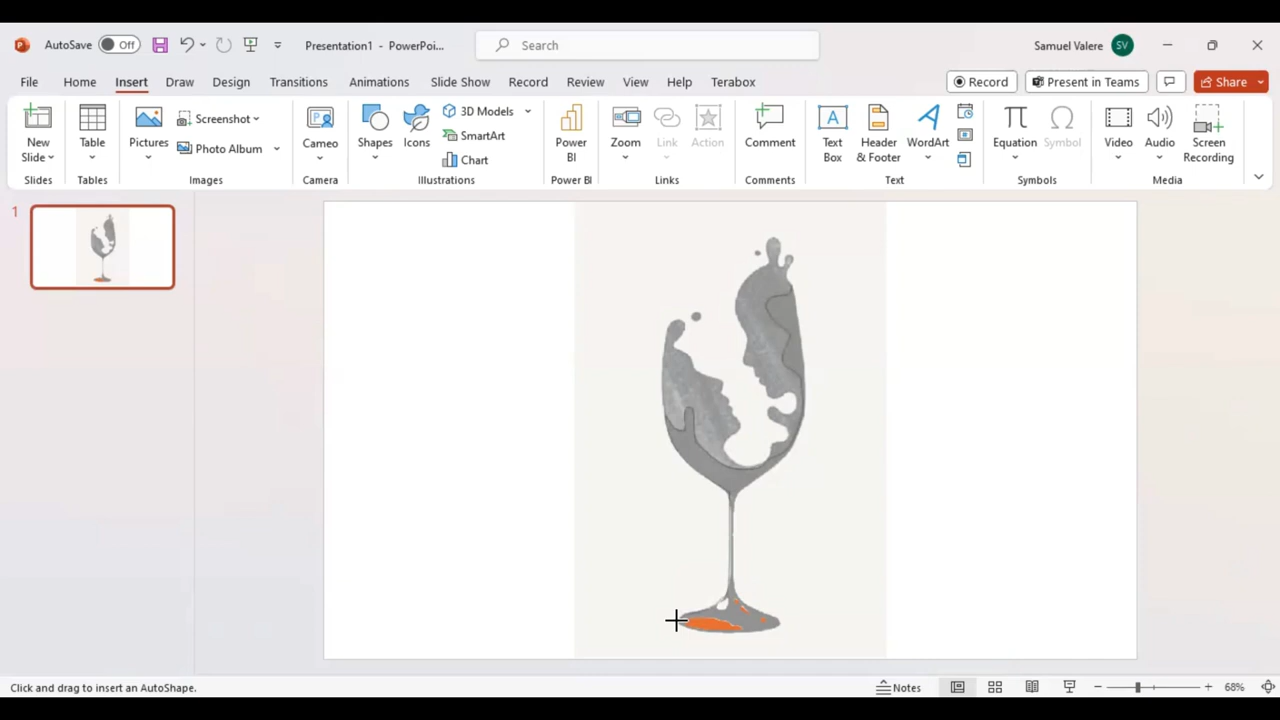 AutoSave Off Presentation1 - PowerPoi... Search Samuel Valere SV
File Home Insert Draw Design Transitions Animations Slide Show Record Review View Help Terabox Record Present in Teams Share
New Slide
Table
Pictures
Screenshot
Photo Album
Cameo
Shapes
Icons
3D Models
SmartArt
Chart
Power BI
Zoom
Link
Action
Comment
Text Box
Header & Footer
WordArt
Equation
Symbol
Video
Audio
Screen Recording
Slides Tables Images Camera Illustrations Power BI Links Comments Text Symbols Media
1
Click and drag to insert an AutoShape. Notes 68%